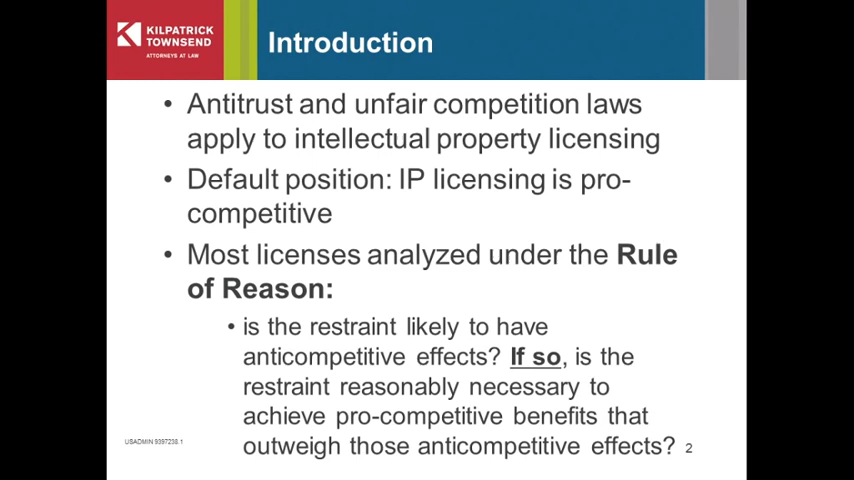 KILPATRICK
TOWNSEND
ATTORNEYS AT LAW
Introduction
• Antitrust and unfair competition laws
apply to intellectual property licensing
• Default position: IP licensing is pro-
competitive
• Most licenses analyzed under the Rule
of Reason:
• is the restraint likely to have
anticompetitive effects? If so, is the
restraint reasonably necessary to
achieve pro-competitive benefits that
outweigh those anticompetitive effects?
USADMIN 9397238.1
2